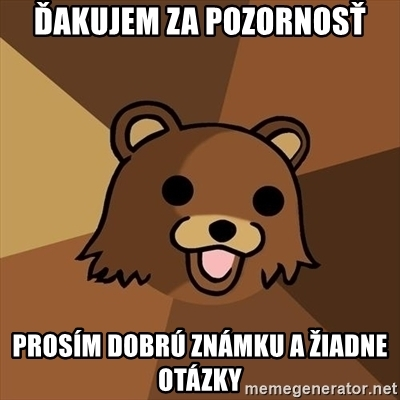 ĎAKUJEM ZA POZORNOSŤ
PROSÍM DOBRÚ ZNÁMKU A ŽIADNE
OTÁZKY
memegenerator.net